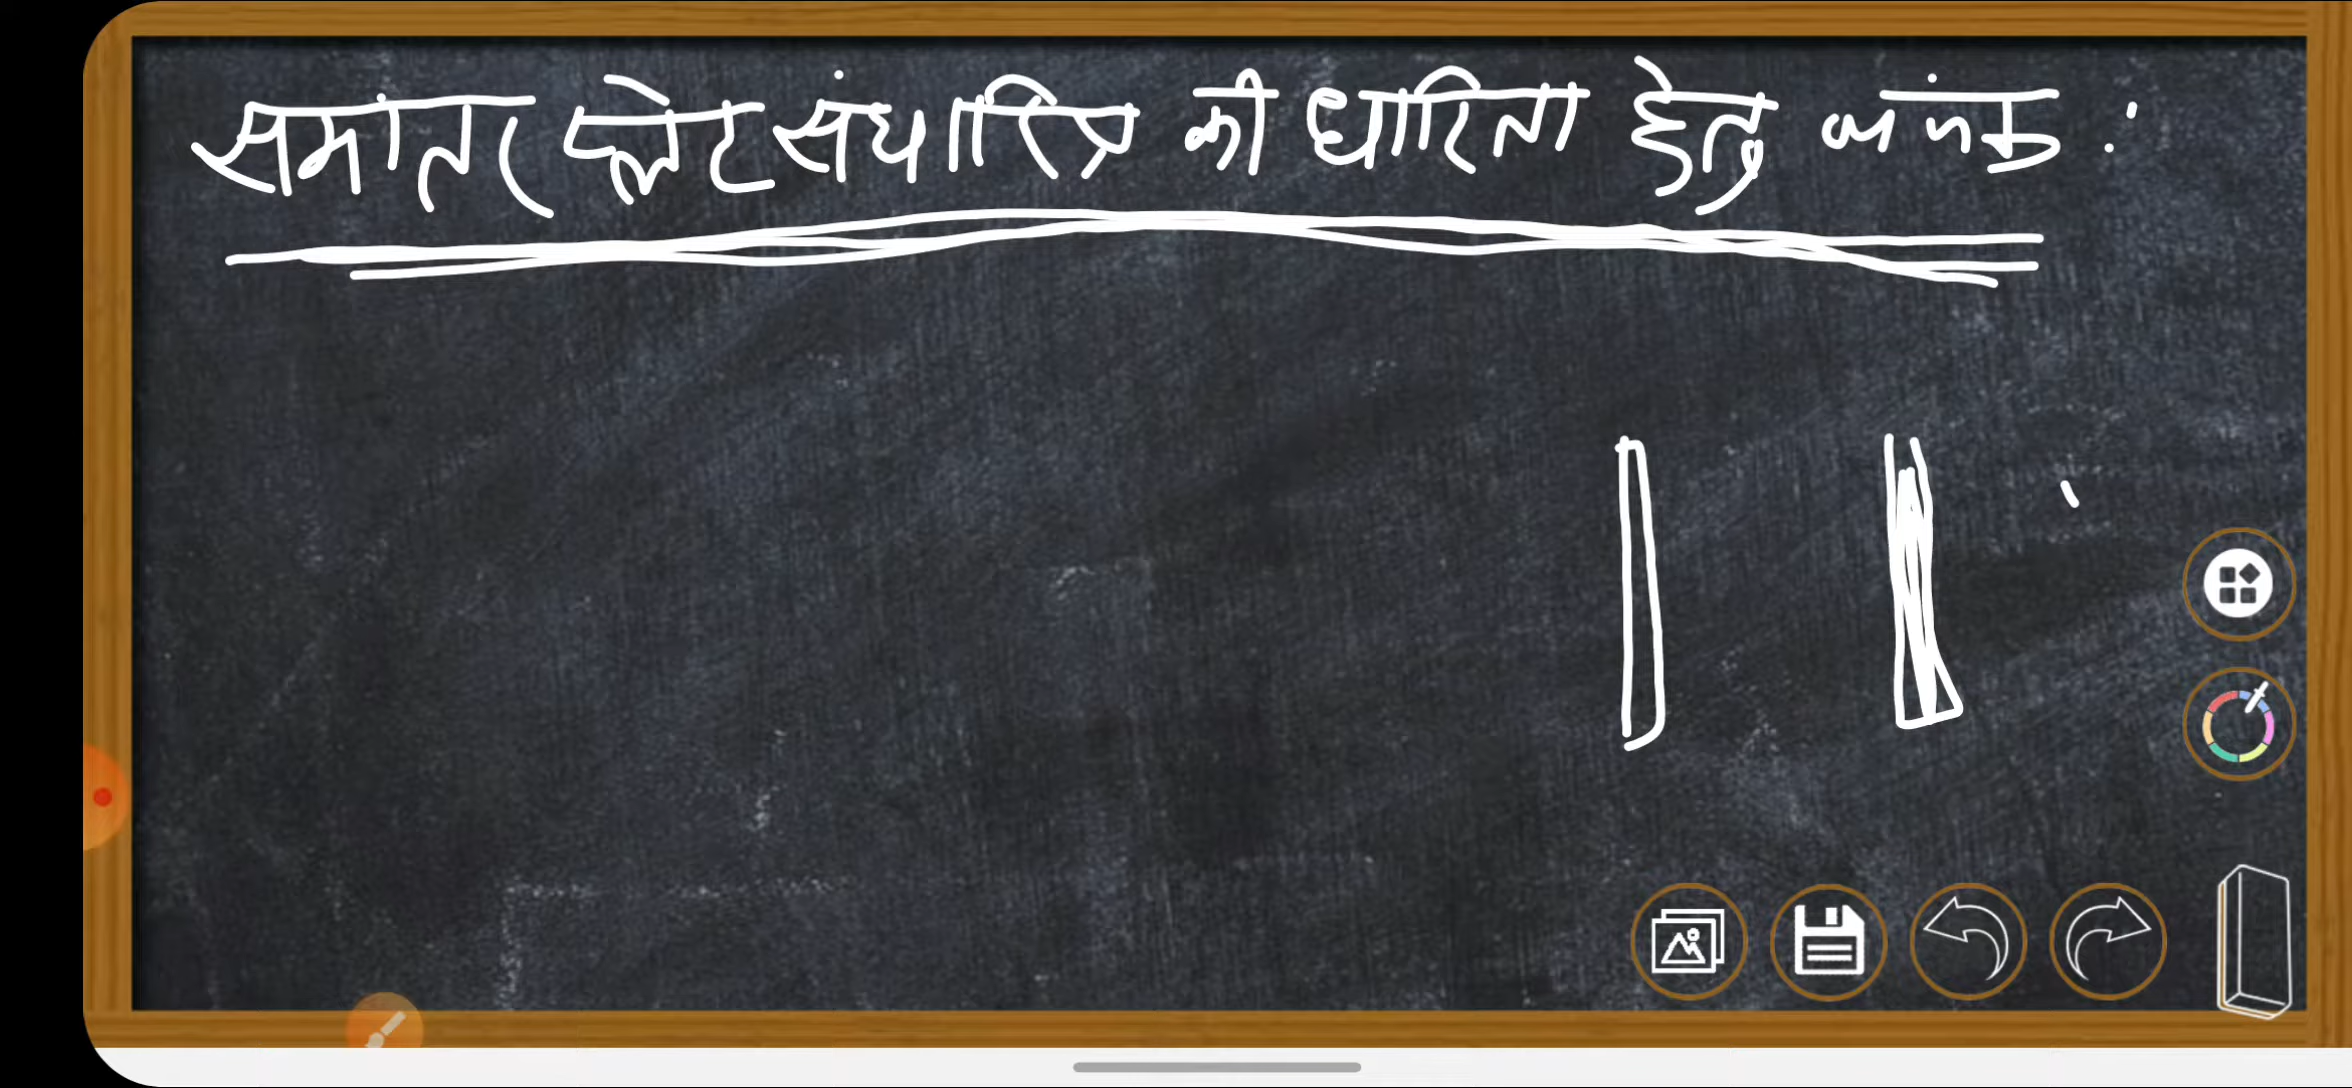 समांतर प्लेट संधारित्र की धारिता हेतु व्यंजक :